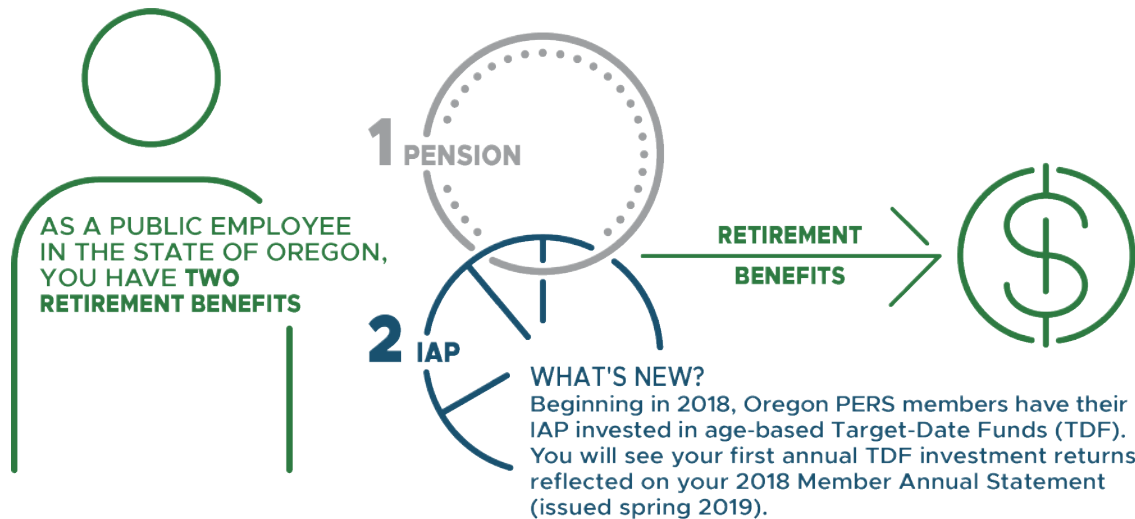 AS A PUBLIC EMPLOYEE
IN THE STATE OF OREGON,
YOU HAVE TWO
RETIREMENT BENEFITS
1 PENSION
2 IAP
RETIREMENT
BENEFITS
$
WHAT'S NEW?
Beginning in 2018, Oregon PERS members have their
IAP invested in age-based Target-Date Funds (TDF).
You will see your first annual TDF investment returns
reflected on your 2018 Member Annual Statement
(issued spring 2019).